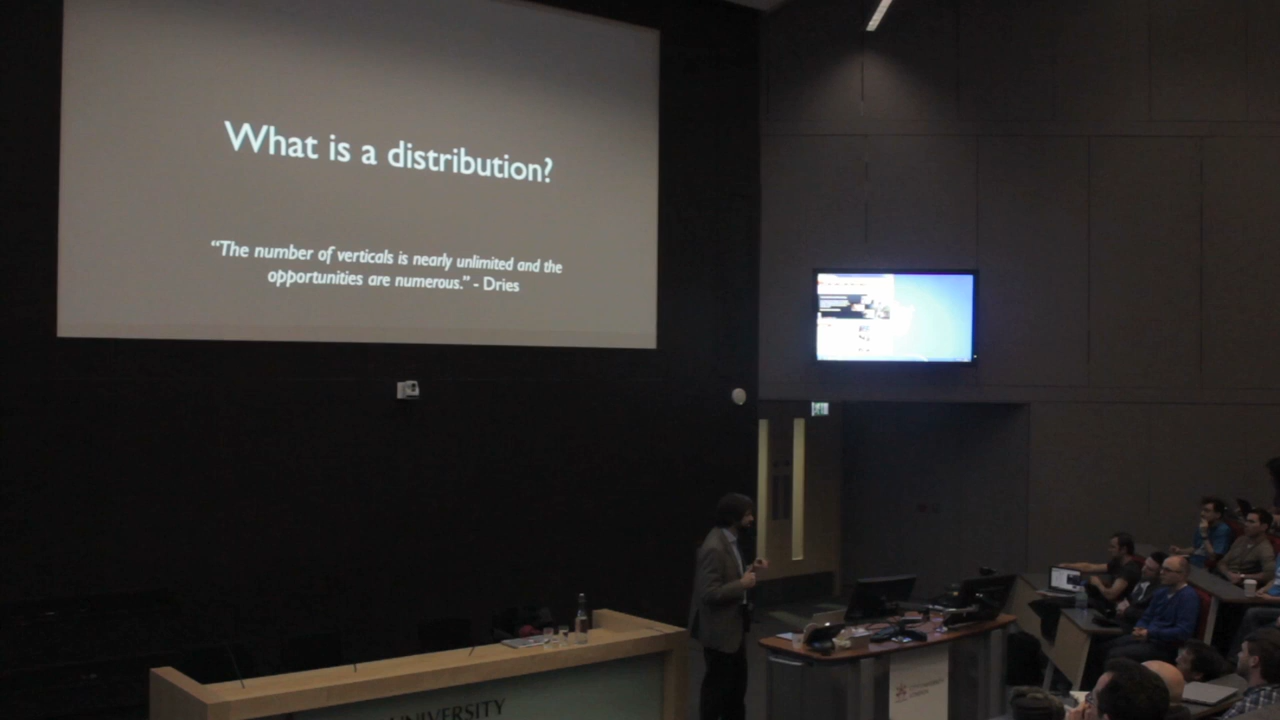 What is a distribution?
“The number of verticals is nearly unlimited and the
opportunities are numerous.” - Dries
UNIVERSITY